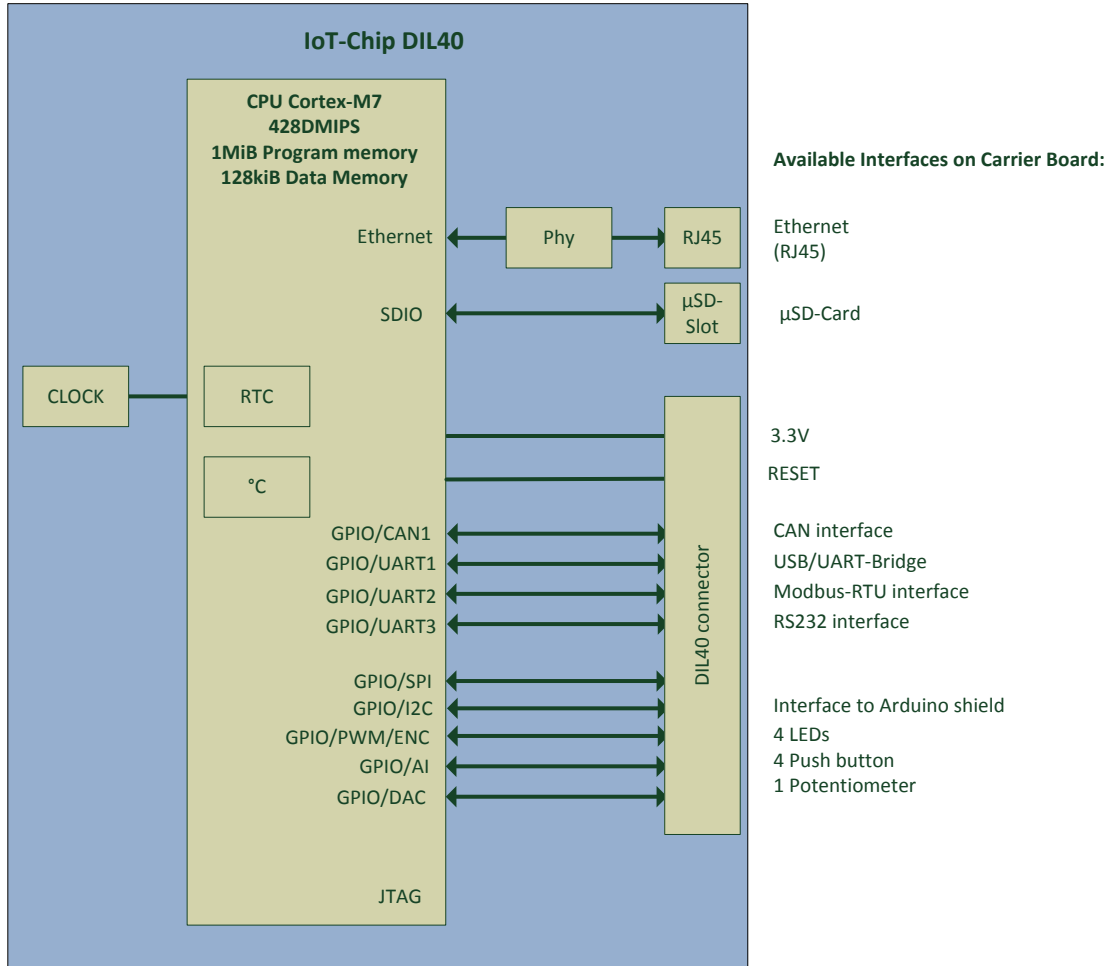 IoT-Chip DIL40
CPU Cortex-M7
428DMIPS
1MiB Program memory
128kiB Data Memory
Available Interfaces on Carrier Board:
Ethernet
Phy
RJ45
Ethernet
(RJ45)
SDIO
µSD-
Slot
µSD-Card
CLOCK
RTC
3.3V
RESET
°C
GPIO/CAN1
CAN interface
GPIO/UART1
USB/UART-Bridge
GPIO/UART2
Modbus-RTU interface
GPIO/UART3
RS232 interface
DIL40 connector
GPIO/SPI
GPIO/I2C
Interface to Arduino shield
GPIO/PWM/ENC
4 LEDs
GPIO/AI
4 Push button
GPIO/DAC
1 Potentiometer
JTAG